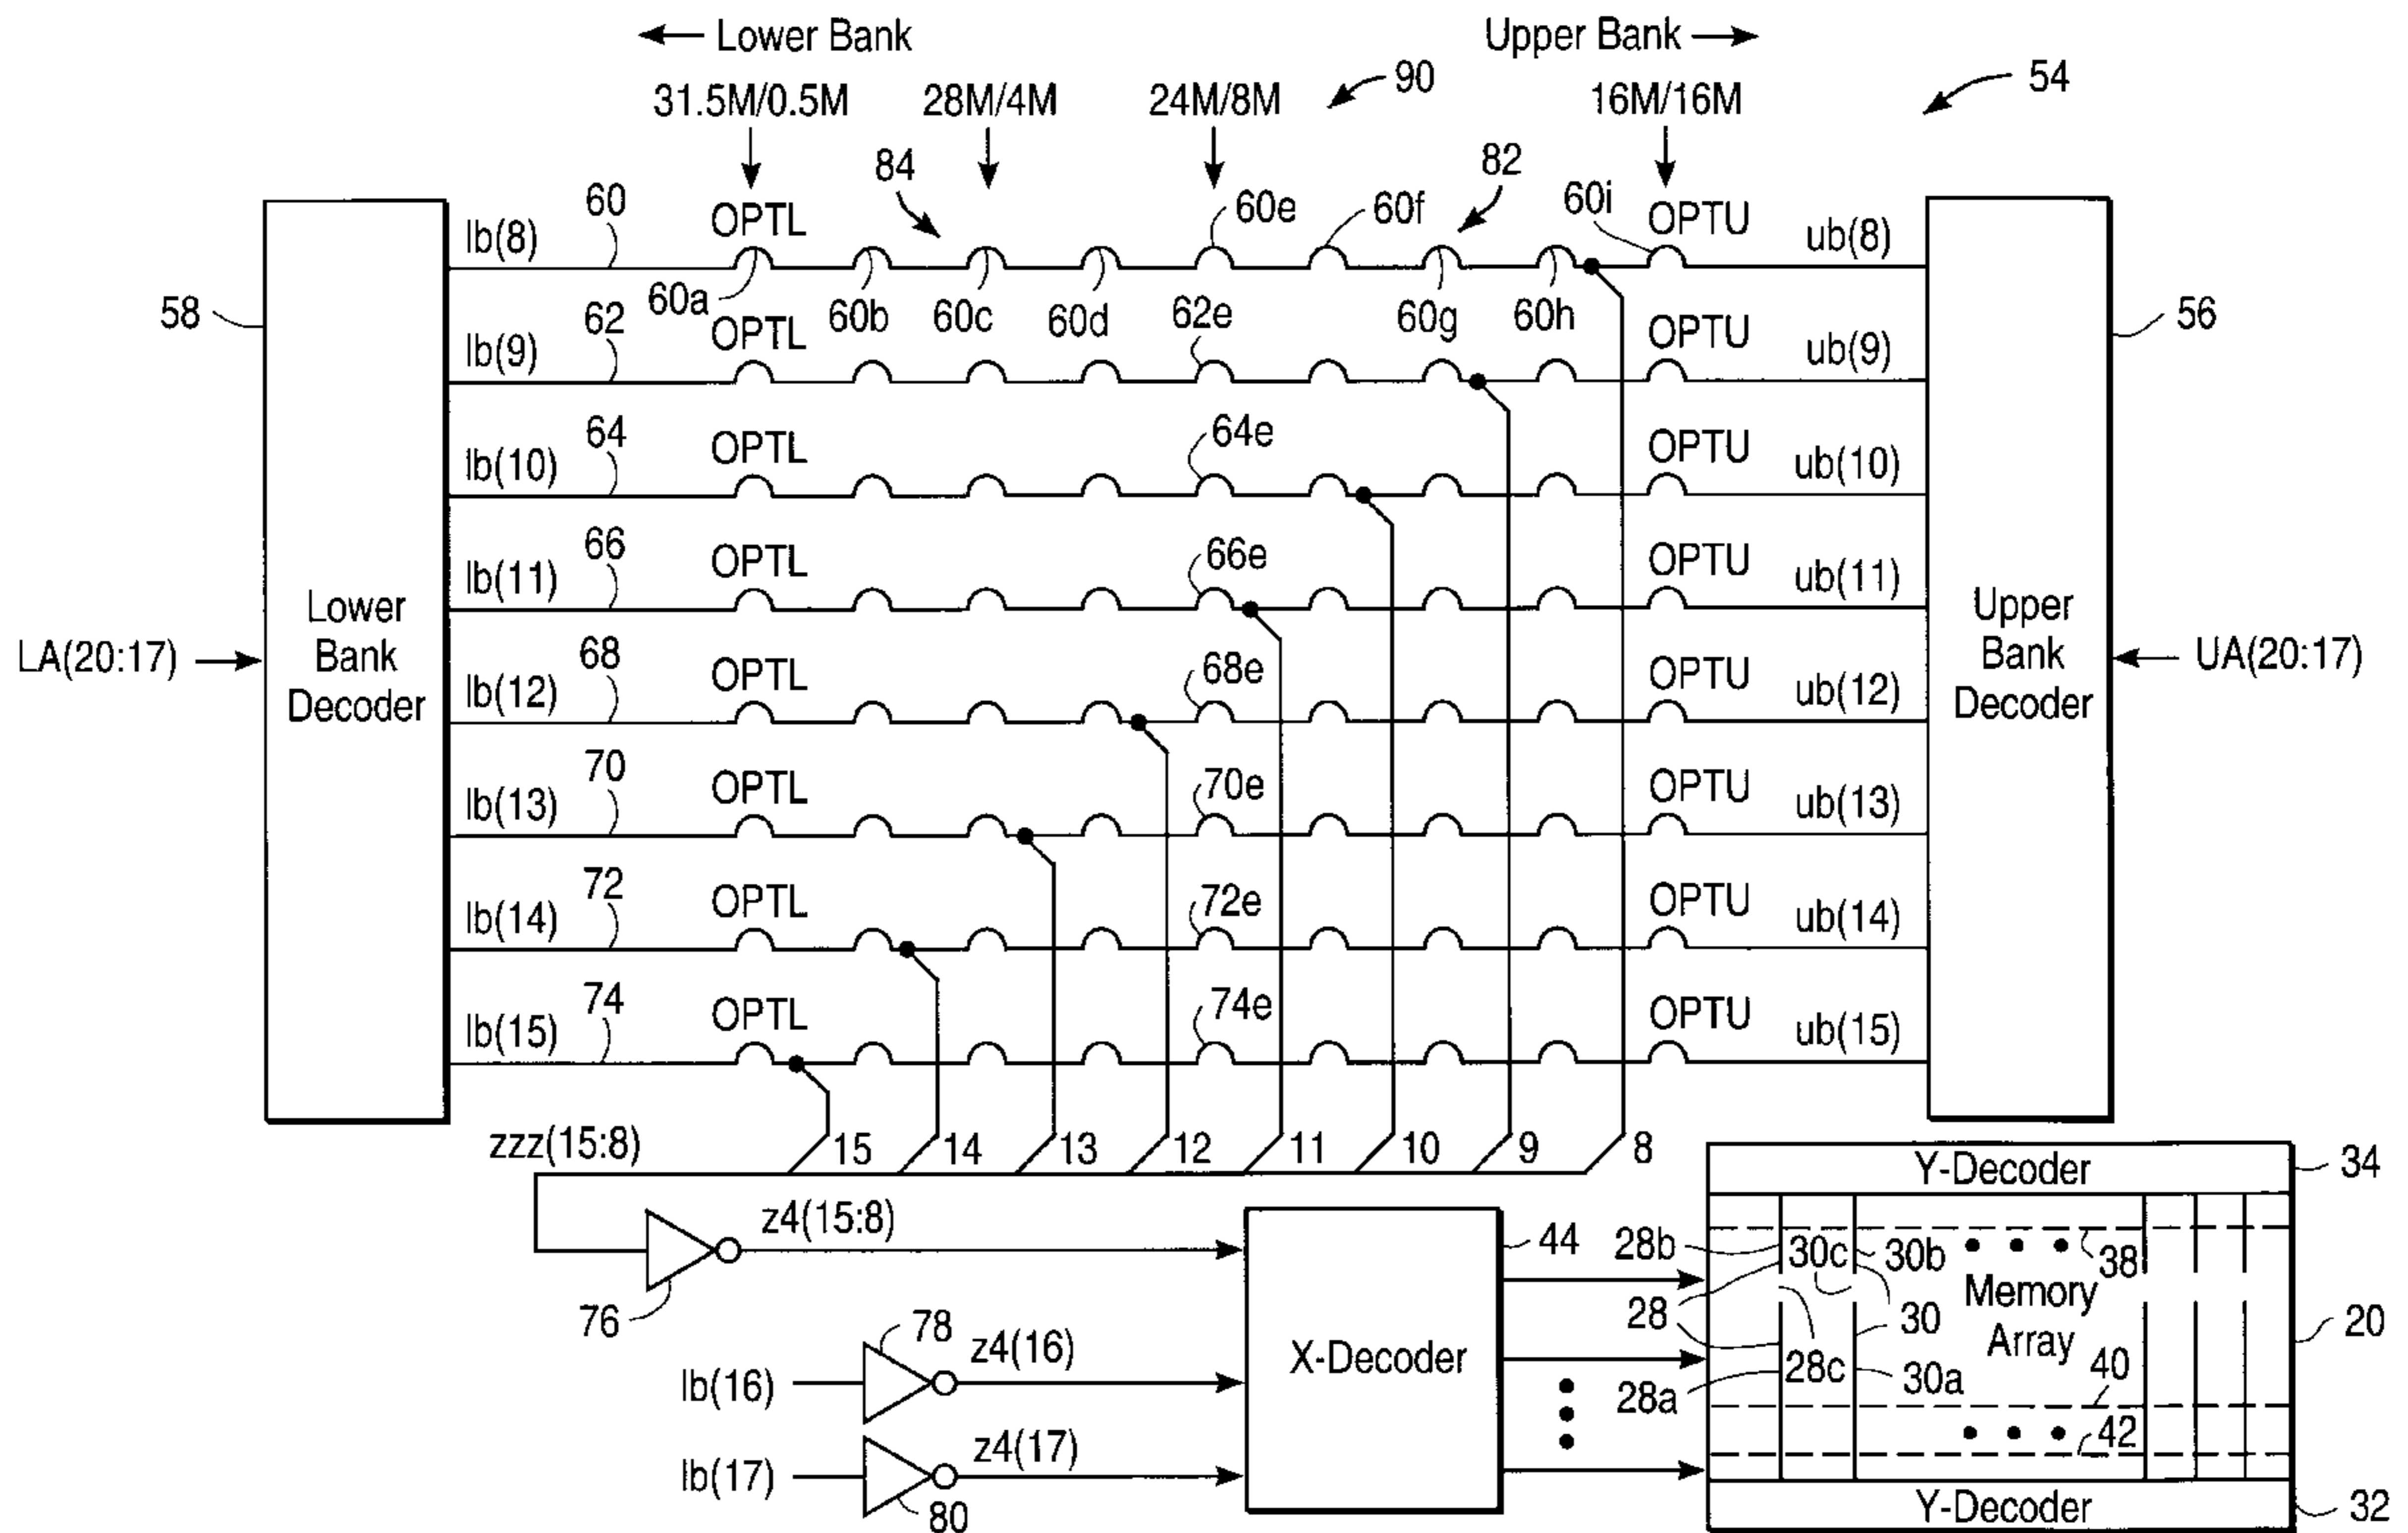 Lower Bank Upper Bank
31.5M/0.5M 28M/4M 24M/8M 90 16M/16M 54
84 82
60 OPTL 60e 60f 60i OPTU
lb(8) ub(8)
58 60a 60b 60c 60d 62e 60g 60h 56
62 OPTL OPTU
lb(9) ub(9)
64 OPTL 64e OPTU
lb(10) ub(10)
66 OPTL 66e OPTU
lb(11) ub(11)
Lower Bank Decoder
Upper Bank Decoder
LA(20:17) UA(20:17)
68 OPTL 68e OPTU
lb(12) ub(12)
70 OPTL 70e OPTU
lb(13) ub(13)
72 OPTL 72e OPTU
lb(14) ub(14)
74 OPTL 74e OPTU
lb(15) ub(15)
zzz(15:8) 15 14 13 12 11 10 9 8
Y-Decoder 34
z4(15:8)
76
44
28b 30c 30b 38
28 Memory Array 30 20
28a 28c 30a 40
42
78
lb(16) z4(16) X-Decoder
lb(17) z4(17)
80
Y-Decoder 32